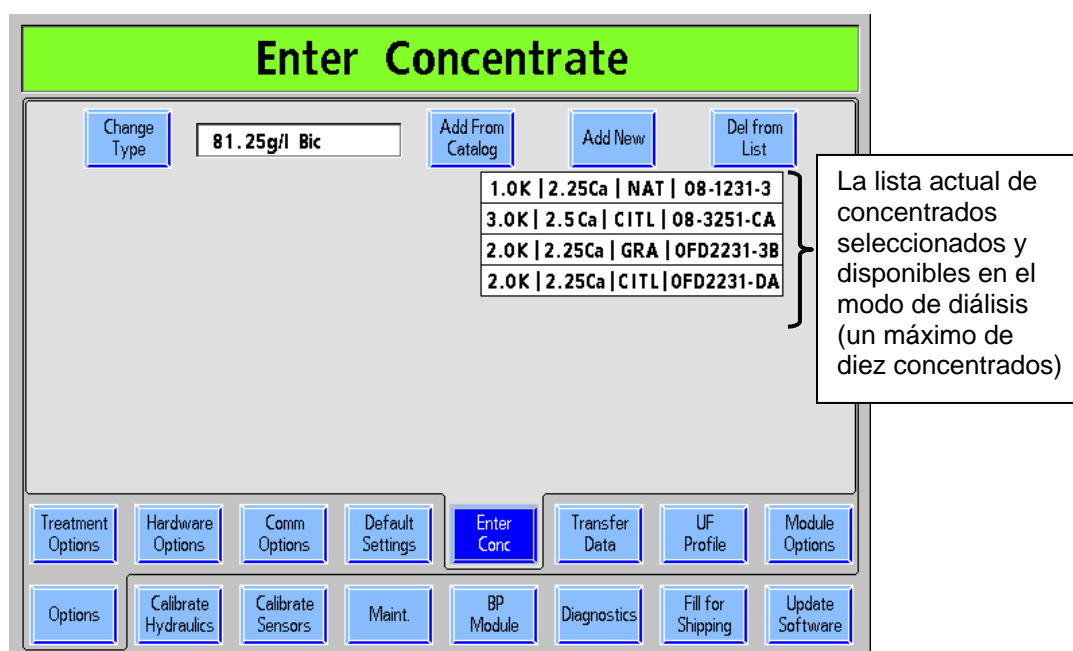 Enter Concentrate
Change
Type
81.25g/l Bic
Add From
Catalog
Add New
Del from
List
1.0K | 2.25Ca | NAT | 08-1231-3
3.0K | 2.5 Ca | CITL | 08-3251-CA
2.0K | 2.25Ca | GRA | 0FD2231-3B
2.0K | 2.25Ca | CITL | 0FD2231-DA
La lista actual de
concentrados
seleccionados y
disponibles en el
modo de diálisis
(un máximo de
diez concentrados)
Treatment
Options
Hardware
Options
Comm
Options
Default
Settings
Enter
Conc
Transfer
Data
UF
Profile
Module
Options
Options
Calibrate
Hydraulics
Calibrate
Sensors
Maint.
BP
Module
Diagnostics
Fill for
Shipping
Update
Software